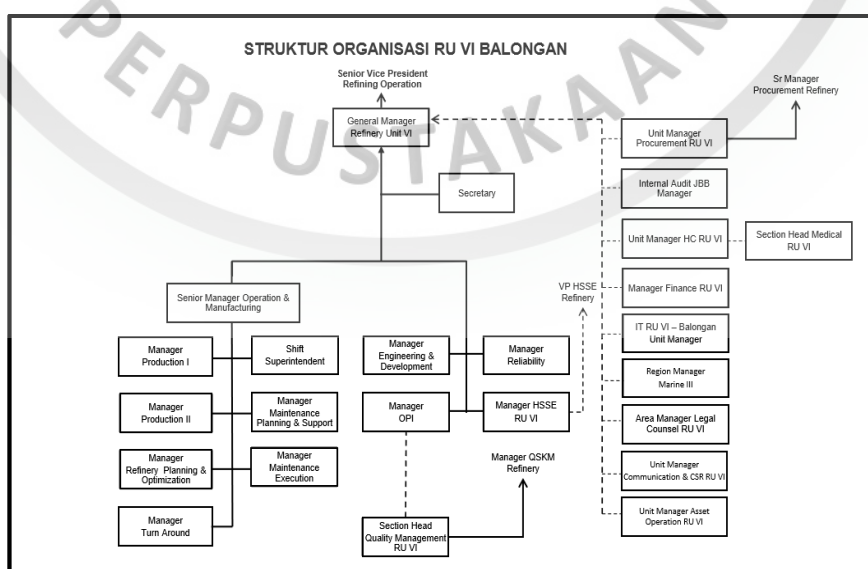 PERPUSTAKAAN
STRUKTUR ORGANISASI RU VI BALONGAN
Senior Vice President
Refining Operation
Sr Manager
Procurement Refinery
General Manager
Refinery Unit VI
Unit Manager
Procurement RU VI
Secretary
Internal Audit JBB
Manager
Unit Manager HC RU VI
Section Head Medical
RU VI
Senior Manager Operation &
Manufacturing
VP HSSE
Refinery
Manager Finance RU VI
IT RU VI – Balongan
Unit Manager
Manager
Production I
Shift
Superintendent
Manager
Engineering &
Development
Manager
Reliability
Region Manager
Marine III
Manager
Production II
Manager
Maintenance
Planning & Support
Manager
OPI
Manager HSSE
RU VI
Area Manager Legal
Counsel RU VI
Manager
Refinery Planning &
Optimization
Manager
Maintenance
Execution
Manager QSKM
Refinery
Unit Manager
Communication & CSR RU VI
Manager
Turn Around
Section Head
Quality Management
RU VI
Unit Manager Asset
Operation RU VI